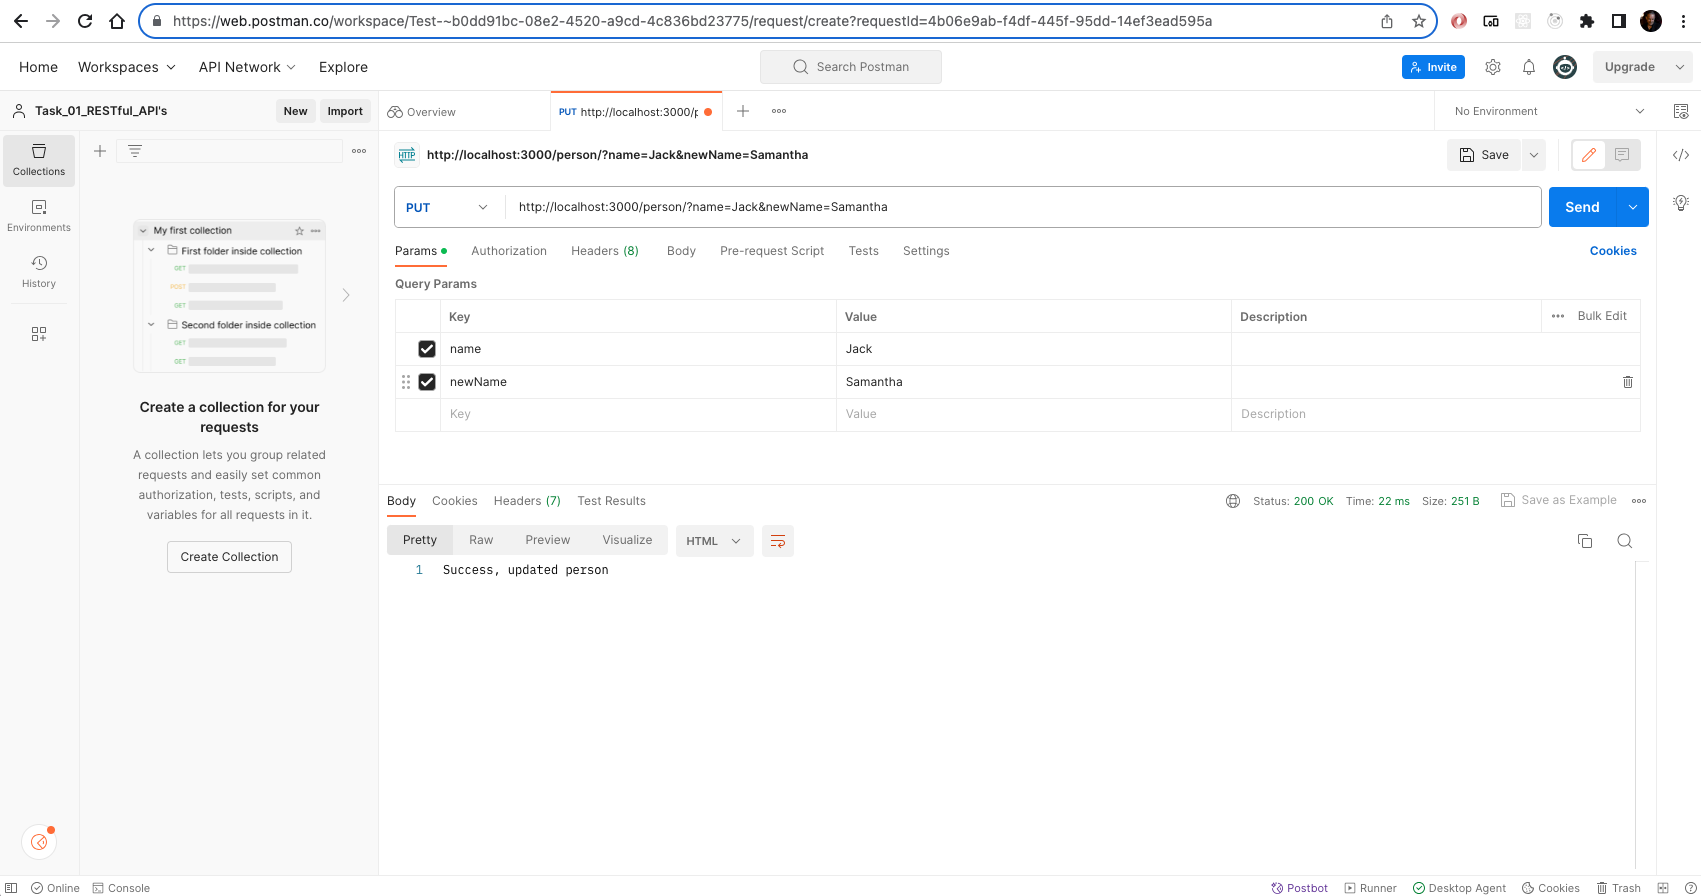 https://web.postman.co/workspace/Test-~b0dd91bc-08e2-4520-a9cd-4c836bd23775/request/create?requestId=4b06e9ab-f4df-445f-95dd-14ef3ead595a
Home Workspaces API Network Explore Search Postman Invite Upgrade
Task_01_RESTful_API's New Import Overview PUT http://localhost:3000/p No Environment
HTTP http://localhost:3000/person/?name=Jack&newName=Samantha Save
Collections
Environments
History
My first collection
First folder inside collection
GET
POST
GET
Second folder inside collection
GET
GET
Create a collection for your
requests
A collection lets you group related
requests and easily set common
authorization, tests, scripts, and
variables for all requests in it.
Create Collection
PUT http://localhost:3000/person/?name=Jack&newName=Samantha Send
Params Authorization Headers (8) Body Pre-request Script Tests Settings Cookies
Query Params
Key Value Description Bulk Edit
name Jack
newName Samantha
Key Value Description
Body Cookies Headers (7) Test Results Status: 200 OK Time: 22 ms Size: 251 B Save as Example
Pretty Raw Preview Visualize HTML
1 Success, updated person
Online Console Postbot Runner Desktop Agent Cookies Trash